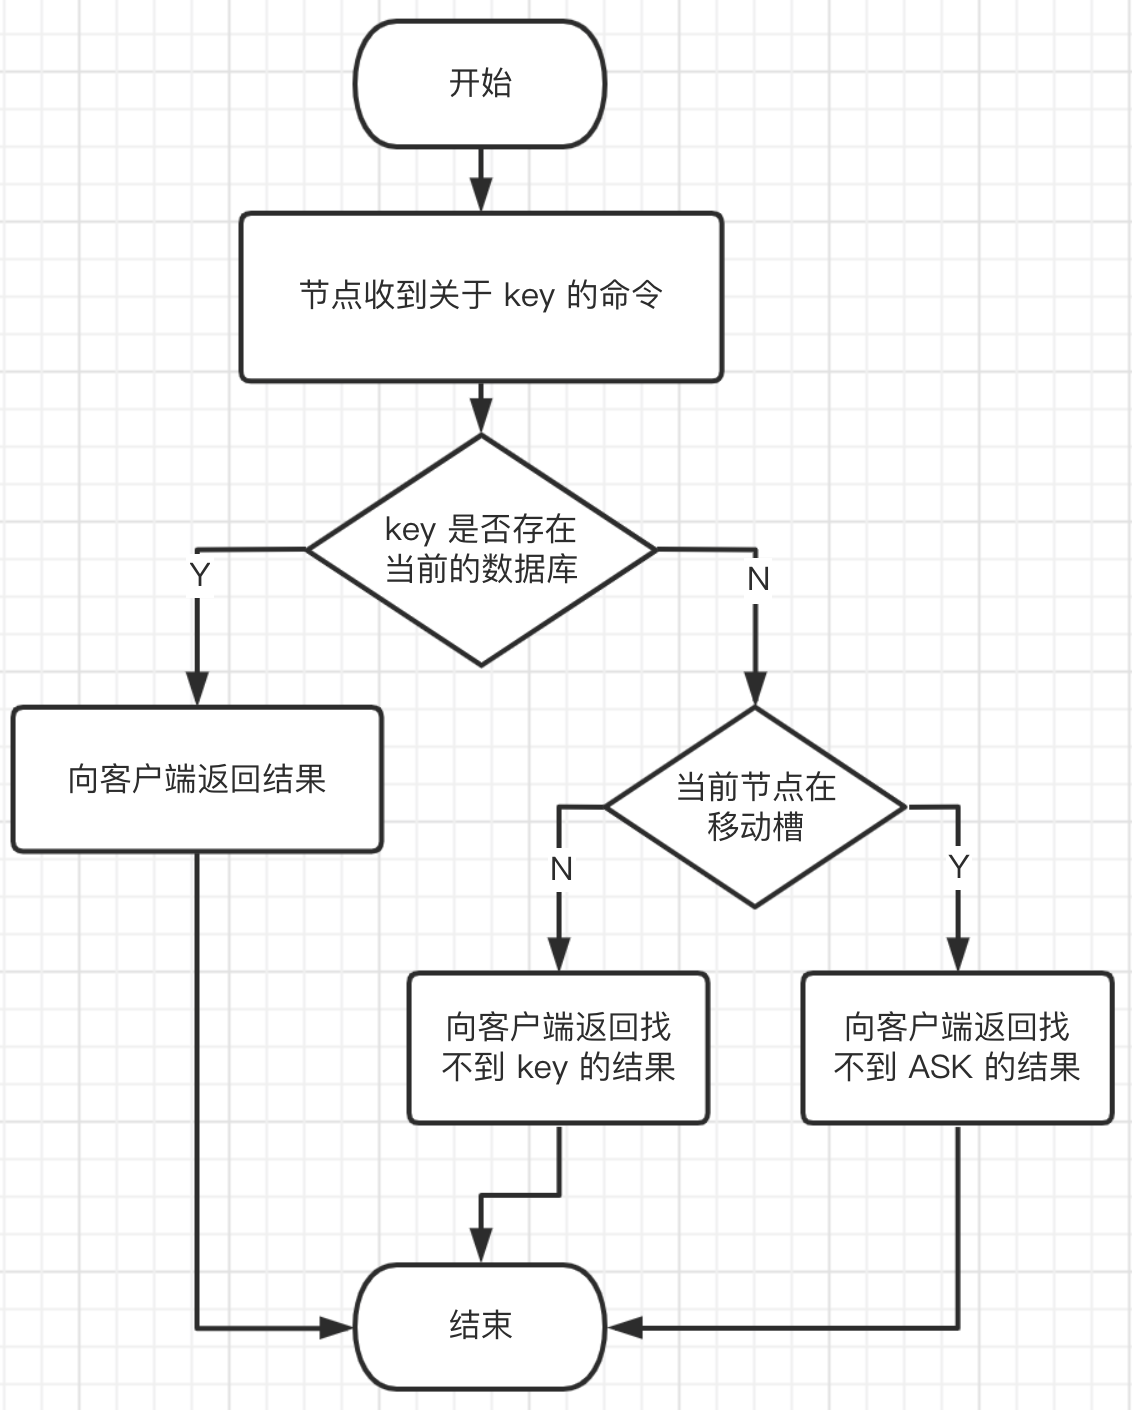 开始
节点收到关于 key 的命令
key 是否存在
当前的数据库
Y
N
向客户端返回结果
当前节点在
移动槽
N
Y
向客户端返回找
不到 key 的结果
向客户端返回找
不到 ASK 的结果
结束